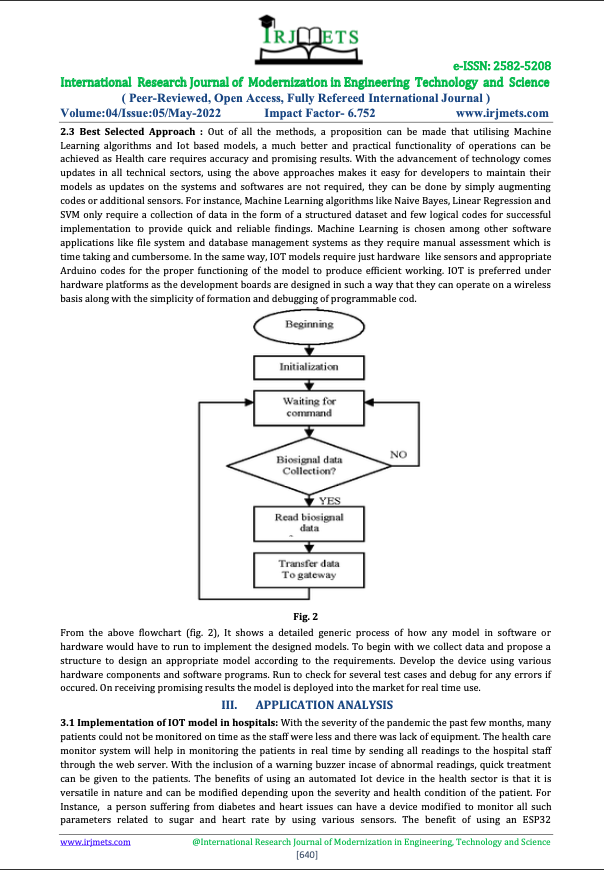 IRJMETS
e-ISSN: 2582-5208
International Research Journal of Modernization in Engineering Technology and Science
( Peer-Reviewed, Open Access, Fully Refereed International Journal )
Volume:04/Issue:05/May-2022 Impact Factor- 6.752 www.irjmets.com
2.3 Best Selected Approach : Out of all the methods, a proposition can be made that utilising Machine
Learning algorithms and Iot based models, a much better and practical functionality of operations can be
achieved as Health care requires accuracy and promising results. With the advancement of technology comes
updates in all technical sectors, using the above approaches makes it easy for developers to maintain their
models as updates on the systems and softwares are not required, they can be done by simply augmenting
codes or additional sensors. For instance, Machine Learning algorithms like Naive Bayes, Linear Regression and
SVM only require a collection of data in the form of a structured dataset and few logical codes for successful
implementation to provide quick and reliable findings. Machine Learning is chosen among other software
applications like file system and database management systems as they require manual assessment which is
time taking and cumbersome. In the same way, IOT models require just hardware like sensors and appropriate
Arduino codes for the proper functioning of the model to produce efficient working. IOT is preferred under
hardware platforms as the development boards are designed in such a way that they can operate on a wireless
basis along with the simplicity of formation and debugging of programmable cod.
Beginning
Initialization
Waiting for
command
Biosignal data
Collection?
NO
YES
Read biosignal
data
Transfer data
To gateway
Fig. 2
From the above flowchart (fig. 2), It shows a detailed generic process of how any model in software or
hardware would have to run to implement the designed models. To begin with we collect data and propose a
structure to design an appropriate model according to the requirements. Develop the device using various
hardware components and software programs. Run to check for several test cases and debug for any errors if
occured. On receiving promising results the model is deployed into the market for real time use.
III. APPLICATION ANALYSIS
3.1 Implementation of IOT model in hospitals: With the severity of the pandemic the past few months, many
patients could not be monitored on time as the staff were less and there was lack of equipment. The health care
monitor system will help in monitoring the patients in real time by sending all readings to the hospital staff
through the web server. With the inclusion of a warning buzzer incase of abnormal readings, quick treatment
can be given to the patients. The benefits of using an automated Iot device in the health sector is that it is
versatile in nature and can be modified depending upon the severity and health condition of the patient. For
Instance, a person suffering from diabetes and heart issues can have a device modified to monitor all such
parameters related to sugar and heart rate by using various sensors. The benefit of using an ESP32
www.irjmets.com @International Research Journal of Modernization in Engineering, Technology and Science
[640]